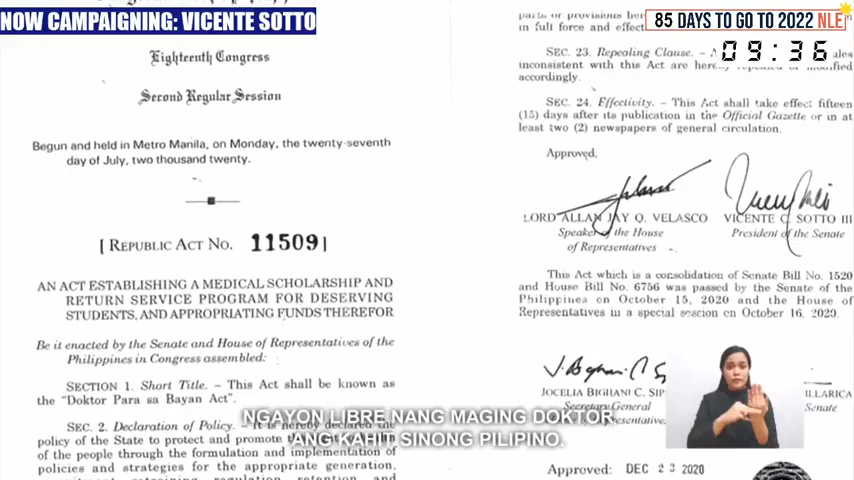 NOW CAMPAIGNING: VICENTE SOTTO
85 DAYS TO GO TO 2022 NLE
09:36
Eighteenth Congress
Second Regular Session
Begun and held in Metro Manila, on Monday, the twenty-seventh
day of July, two thousand twenty.
[ REPUBLIC ACT NO. 11509 ]
AN ACT ESTABLISHING A MEDICAL SCHOLARSHIP AND
RETURN SERVICE PROGRAM FOR DESERVING
STUDENTS, AND APPROPRIATING FUNDS THEREFOR
Be it enacted by the Senate and House of Representatives of the
Philippines in Congress assembled:
SECTION 1. Short Title. – This Act shall be known as
the "Doktor Para sa Bayan Act".
SEC. 2. Declaration of Policy. – It is hereby declared the
policy of the State to protect and promote the
of the people through the formulation and implementation of
policies and strategies for the appropriate generation,
in full force and effect
SEC. 23. Repealing Clause. –
inconsistent with this Act are hereby modified
accordingly.
SEC. 24. Effectivity. – This Act shall take effect fifteen
(15) days after its publication in the Official Gazette or in at
least two (2) newspapers of general circulation.
Approved,
LORD ALLAN JAY Q. VELASCO
Speaker of the House
of Representatives
VICENTE C. SOTTO III
President of the Senate
This Act which is a consolidation of Senate Bill No. 1520
and House Bill No. 6756 was passed by the Senate of the
Philippines on October 15, 2020 and the House of
Representatives in a special session on October 16, 2020.
JOCELIA BIGHANI C. SIP
Secretary General
Representatives
LLARICA
Senate
Approved: DEC 23 2020
NGAYON LIBRE NANG MAGING DOKTOR
ANG KAHIT SINONG PILIPINO.